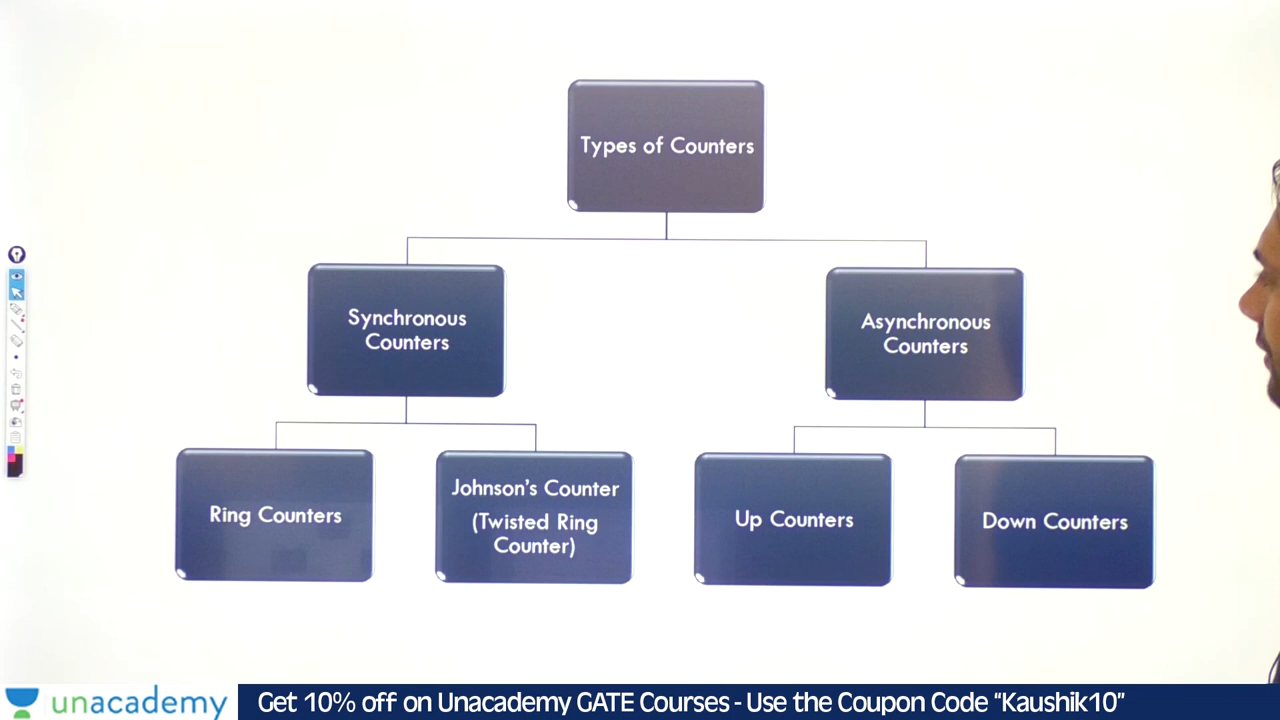 Types of Counters
Synchronous
Counters
Asynchronous
Counters
Ring Counters
Johnson's Counter
(Twisted Ring
Counter)
Up Counters
Down Counters
unacademy
Get 10% off on Unacademy GATE Courses - Use the Coupon Code "Kaushik10"